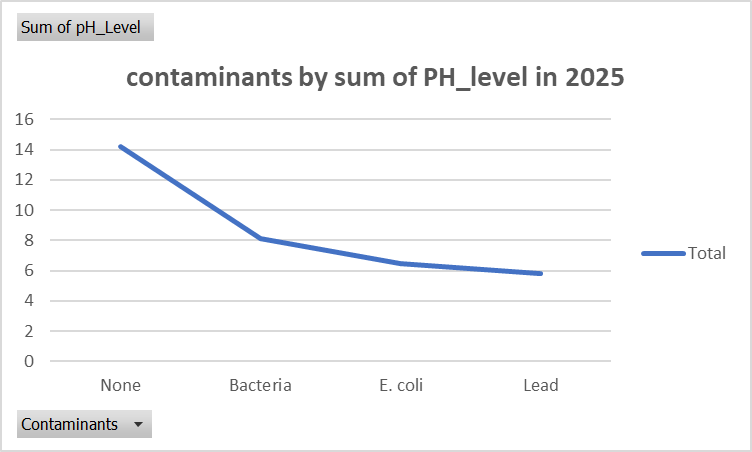 Sum of pH_Level
contaminants by sum of PH_level in 2025
16
14
12
10
8
6
4
2
0
None Bacteria E. coli Lead
Total
Contaminants